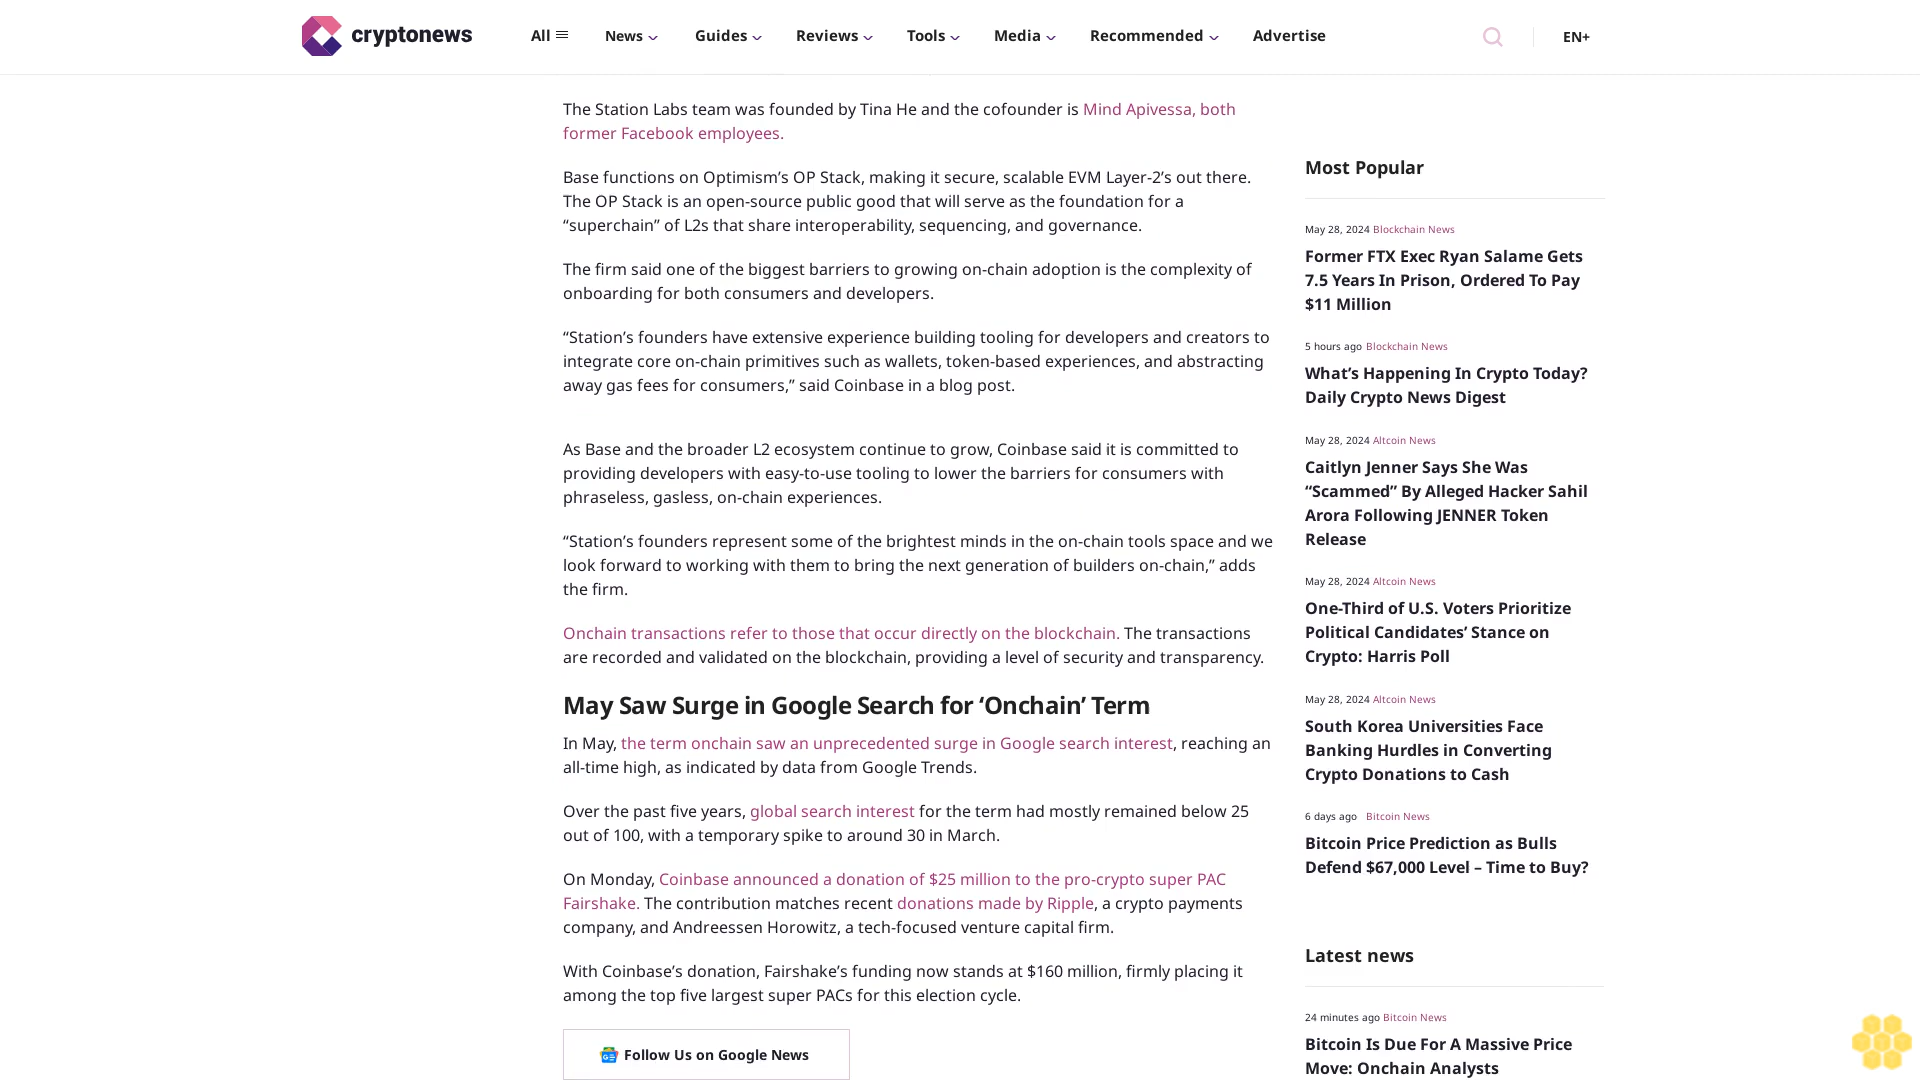 cryptonews
All
News
Guides
Reviews
Tools
Media
Recommended
Advertise
EN+
The Station Labs team was founded by Tina He and the cofounder is Mind Apivessa, both
former Facebook employees.
Base functions on Optimism’s OP Stack, making it secure, scalable EVM Layer-2’s out there.
The OP Stack is an open-source public good that will serve as the foundation for a
“superchain” of L2s that share interoperability, sequencing, and governance.
The firm said one of the biggest barriers to growing on-chain adoption is the complexity of
onboarding for both consumers and developers.
“Station’s founders have extensive experience building tooling for developers and creators to
integrate core on-chain primitives such as wallets, token-based experiences, and abstracting
away gas fees for consumers,” said Coinbase in a blog post.
As Base and the broader L2 ecosystem continue to grow, Coinbase said it is committed to
providing developers with easy-to-use tooling to lower the barriers for consumers with
phraseless, gasless, on-chain experiences.
“Station’s founders represent some of the brightest minds in the on-chain tools space and we
look forward to working with them to bring the next generation of builders on-chain,” adds
the firm.
Onchain transactions refer to those that occur directly on the blockchain. The transactions
are recorded and validated on the blockchain, providing a level of security and transparency.
May Saw Surge in Google Search for ‘Onchain’ Term
In May, the term onchain saw an unprecedented surge in Google search interest, reaching an
all-time high, as indicated by data from Google Trends.
Over the past five years, global search interest for the term had mostly remained below 25
out of 100, with a temporary spike to around 30 in March.
On Monday, Coinbase announced a donation of $25 million to the pro-crypto super PAC
Fairshake. The contribution matches recent donations made by Ripple, a crypto payments
company, and Andreessen Horowitz, a tech-focused venture capital firm.
With Coinbase’s donation, Fairshake’s funding now stands at $160 million, firmly placing it
among the top five largest super PACs for this election cycle.
Follow Us on Google News
Most Popular
May 28, 2024 Blockchain News
Former FTX Exec Ryan Salame Gets
7.5 Years In Prison, Ordered To Pay
$11 Million
5 hours ago Blockchain News
What’s Happening In Crypto Today?
Daily Crypto News Digest
May 28, 2024 Altcoin News
Caitlyn Jenner Says She Was
“Scammed” By Alleged Hacker Sahil
Arora Following JENNER Token
Release
May 28, 2024 Altcoin News
One-Third of U.S. Voters Prioritize
Political Candidates’ Stance on
Crypto: Harris Poll
May 28, 2024 Altcoin News
South Korea Universities Face
Banking Hurdles in Converting
Crypto Donations to Cash
6 days ago Bitcoin News
Bitcoin Price Prediction as Bulls
Defend $67,000 Level – Time to Buy?
Latest news
24 minutes ago Bitcoin News
Bitcoin Is Due For A Massive Price
Move: Onchain Analysts